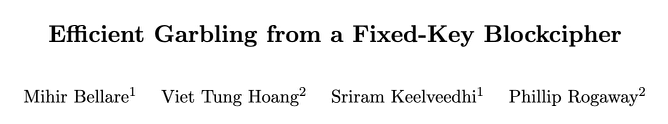 Efficient Garbling from a Fixed-Key Blockcipher
Mihir Bellare¹ Viet Tung Hoang² Sriram Keelveedhi¹ Phillip Rogaway²